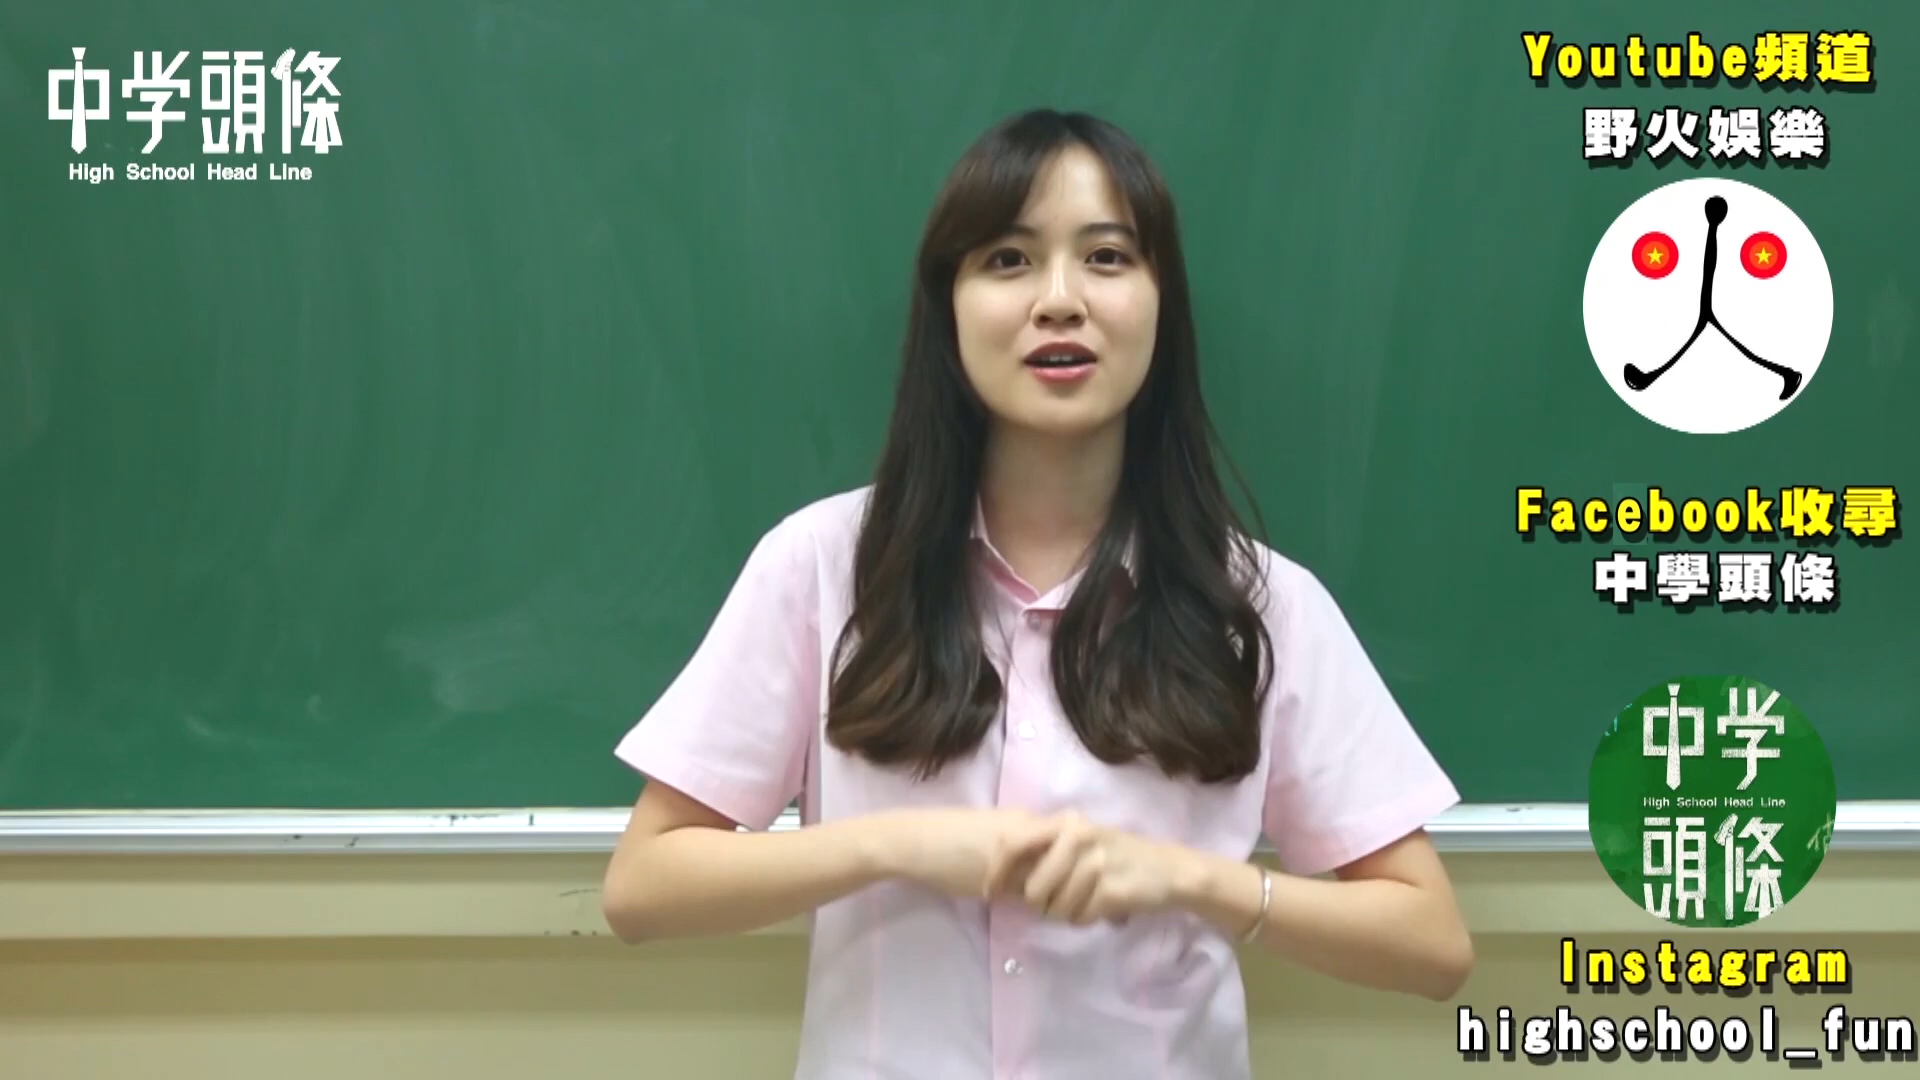 中学頭條
High School Head Line
Youtube頻道
野火娛樂
Facebook收尋
中學頭條
中学
High School Head Line
頭條
Instagram
highschool_fun